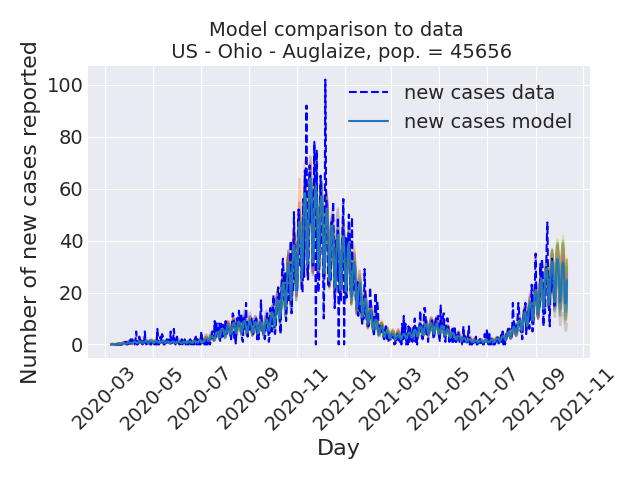 Model comparison to data
US - Ohio - Auglaize, pop. = 45656
Number of new cases reported
100
80
60
40
20
0
new cases data
new cases model
2020-03
2020-05
2020-07
2020-09
2020-11
2021-01
2021-03
2021-05
2021-07
2021-09
2021-11
Day